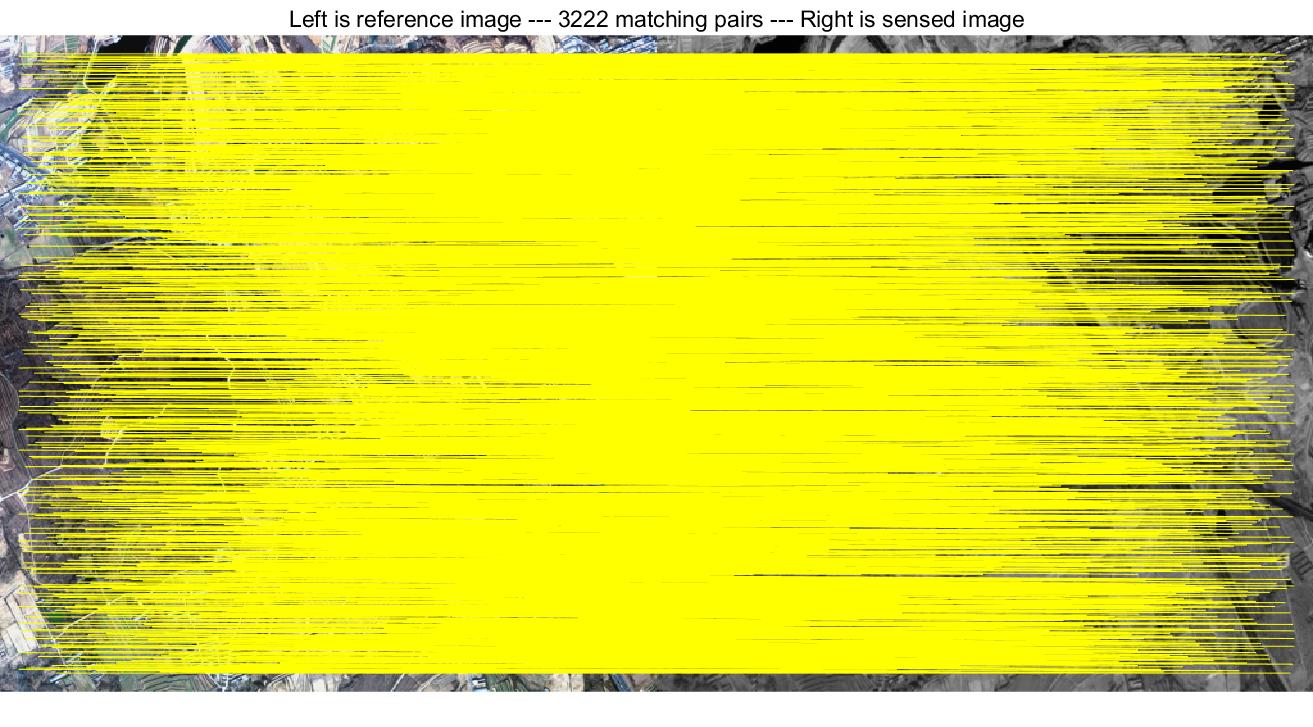 Left is reference image --- 3222 matching pairs --- Right is sensed image